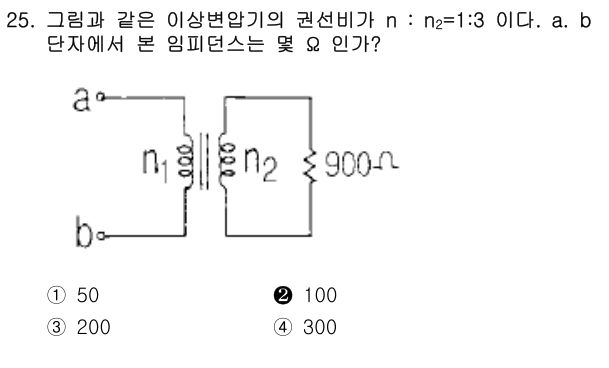 25. 그림과 같은 이상변압기의 권선비가 n : n₂=1:3 이다. a. b
단자에서 본 임피던스는 몇 Ω 인가?
a
n₁ n₂ 900Ω
b
① 50 ❷ 100
③ 200 ④ 300